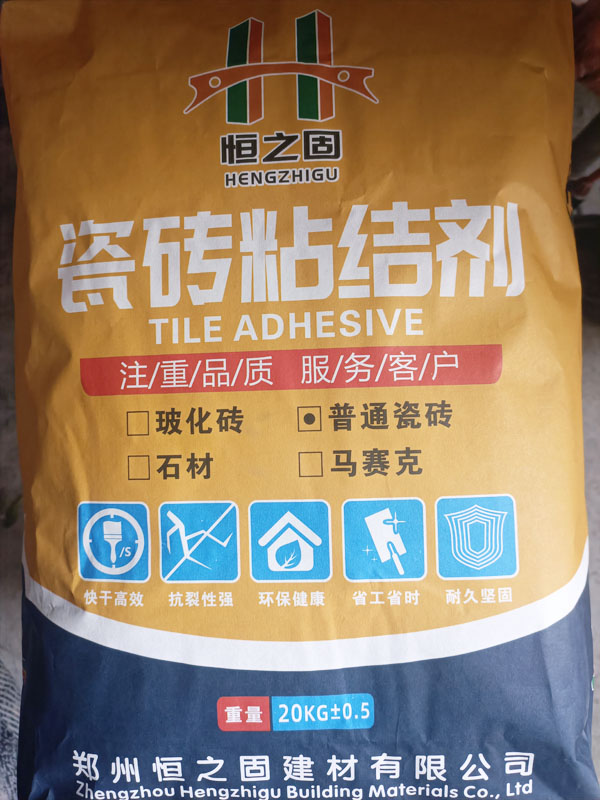 恒之固
HENGZHIGU
瓷砖粘结剂
TILE ADHESIVE
注/重/品/质 服/务/客/户
玻化砖 普通瓷砖
石材 马赛克
/S
快干高效 抗裂性强 环保健康 省工省时 耐久坚固
重量 20KG±0.5
郑州恒之固建材有限公司
Zhengzhou Hengzhigu Building Materials Co., Ltd